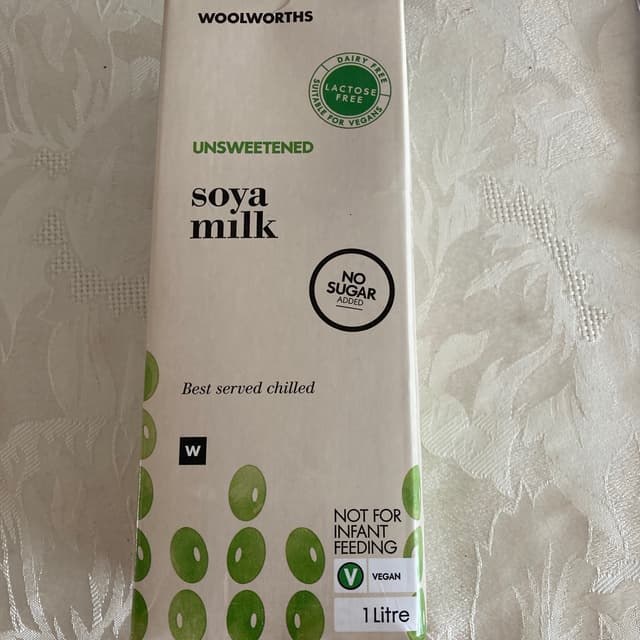 WOOLWORTHS
DAIRY FREE
LACTOSE
FREE
SUITABLE FOR VEGANS
UNSWEETENED
soya
milk
NO
SUGAR
ADDED
Best served chilled
W
NOT FOR
INFANT
FEEDING
V VEGAN
1 Litre